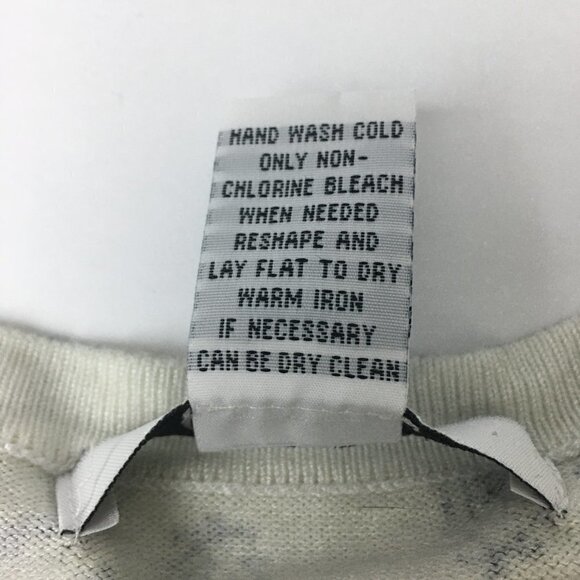 HAND WASH COLD
ONLY NON-
CHLORINE BLEACH
WHEN NEEDED
RESHAPE AND
LAY FLAT TO DRY
WARM IRON
IF NECESSARY
CAN BE DRY CLEAN